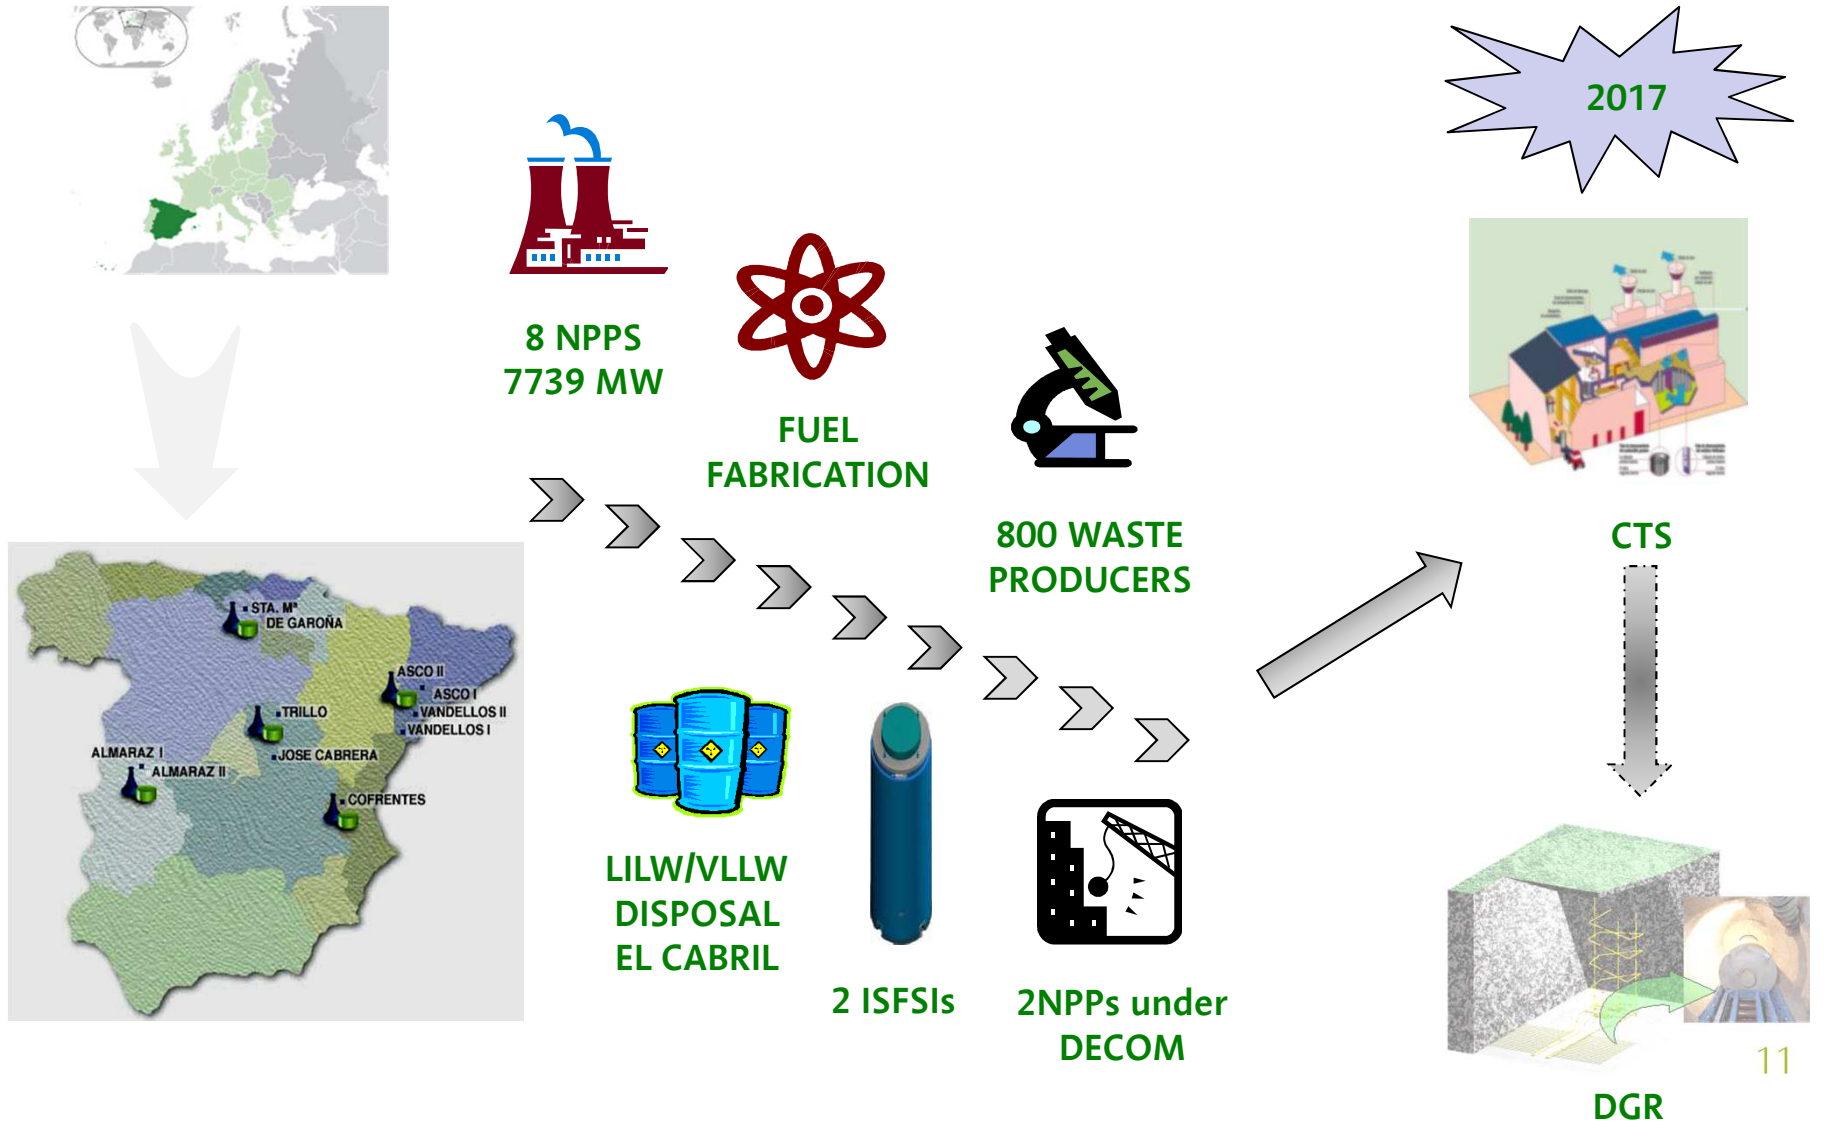 2017
8 NPPS
7739 MW
FUEL
FABRICATION
800 WASTE
PRODUCERS
CTS
STA. Mª
DE GAROÑA
ASCO II
ASCO I
VANDELLOS II
VANDELLOS I
TRILLO
JOSE CABRERA
ALMARAZ I
ALMARAZ II
COFRENTES
LILW/VLLW
DISPOSAL
EL CABRIL
2 ISFSIs
2NPPs under
DECOM
DGR
11